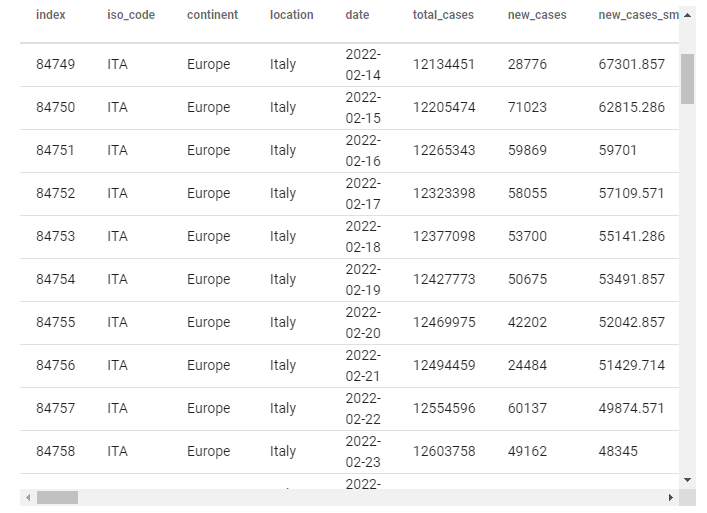 index iso_code continent location date total_cases new_cases new_cases_sm
84749 ITA Europe Italy 2022-02-14 12134451 28776 67301.857
84750 ITA Europe Italy 2022-02-15 12205474 71023 62815.286
84751 ITA Europe Italy 2022-02-16 12265343 59869 59701
84752 ITA Europe Italy 2022-02-17 12323398 58055 57109.571
84753 ITA Europe Italy 2022-02-18 12377098 53700 55141.286
84754 ITA Europe Italy 2022-02-19 12427773 50675 53491.857
84755 ITA Europe Italy 2022-02-20 12469975 42202 52042.857
84756 ITA Europe Italy 2022-02-21 12494459 24484 51429.714
84757 ITA Europe Italy 2022-02-22 12554596 60137 49874.571
84758 ITA Europe Italy 2022-02-23 12603758 49162 48345
2022-